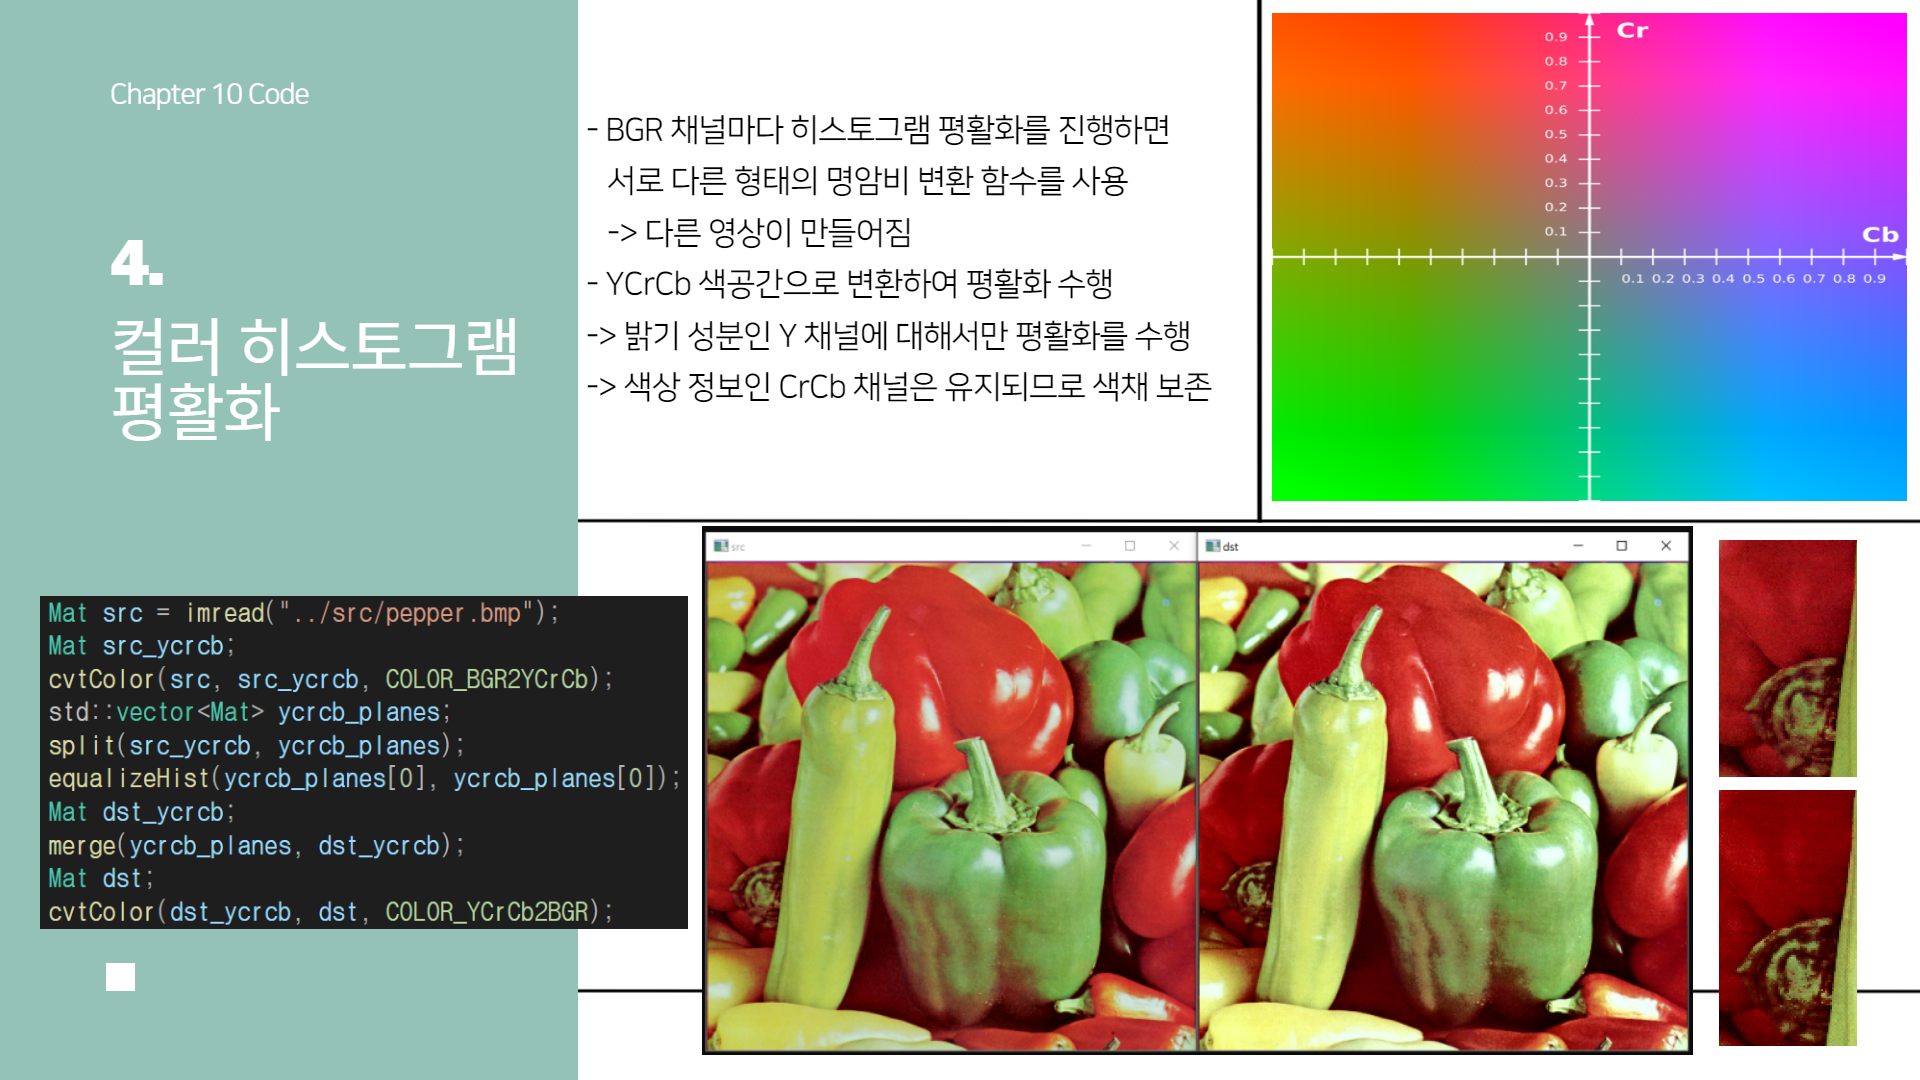 Chapter 10 Code
4.
컬러 히스토그램
평활화
- BGR 채널마다 히스토그램 평활화를 진행하면
서로 다른 형태의 명암비 변환 함수를 사용
-> 다른 영상이 만들어짐
- YCrCb 색공간으로 변환하여 평활화 수행
-> 밝기 성분인 Y 채널에 대해서만 평활화를 수행
-> 색상 정보인 CrCb 채널은 유지되므로 색채 보존
Cr
0.9
0.8
0.7
0.6
0.5
0.4
0.3
0.2
0.1
Cb
0.1 0.2 0.3 0.4 0.5 0.6 0.7 0.8 0.9
Mat src = imread("../src/pepper.bmp");
Mat src_ycrcb;
cvtColor(src, src_ycrcb, COLOR_BGR2YCrCb);
std::vector<Mat> ycrcb_planes;
split(src_ycrcb, ycrcb_planes);
equalizeHist(ycrcb_planes[0], ycrcb_planes[0]);
Mat dst_ycrcb;
merge(ycrcb_planes, dst_ycrcb);
Mat dst;
cvtColor(dst_ycrcb, dst, COLOR_YCrCb2BGR);
src
dst